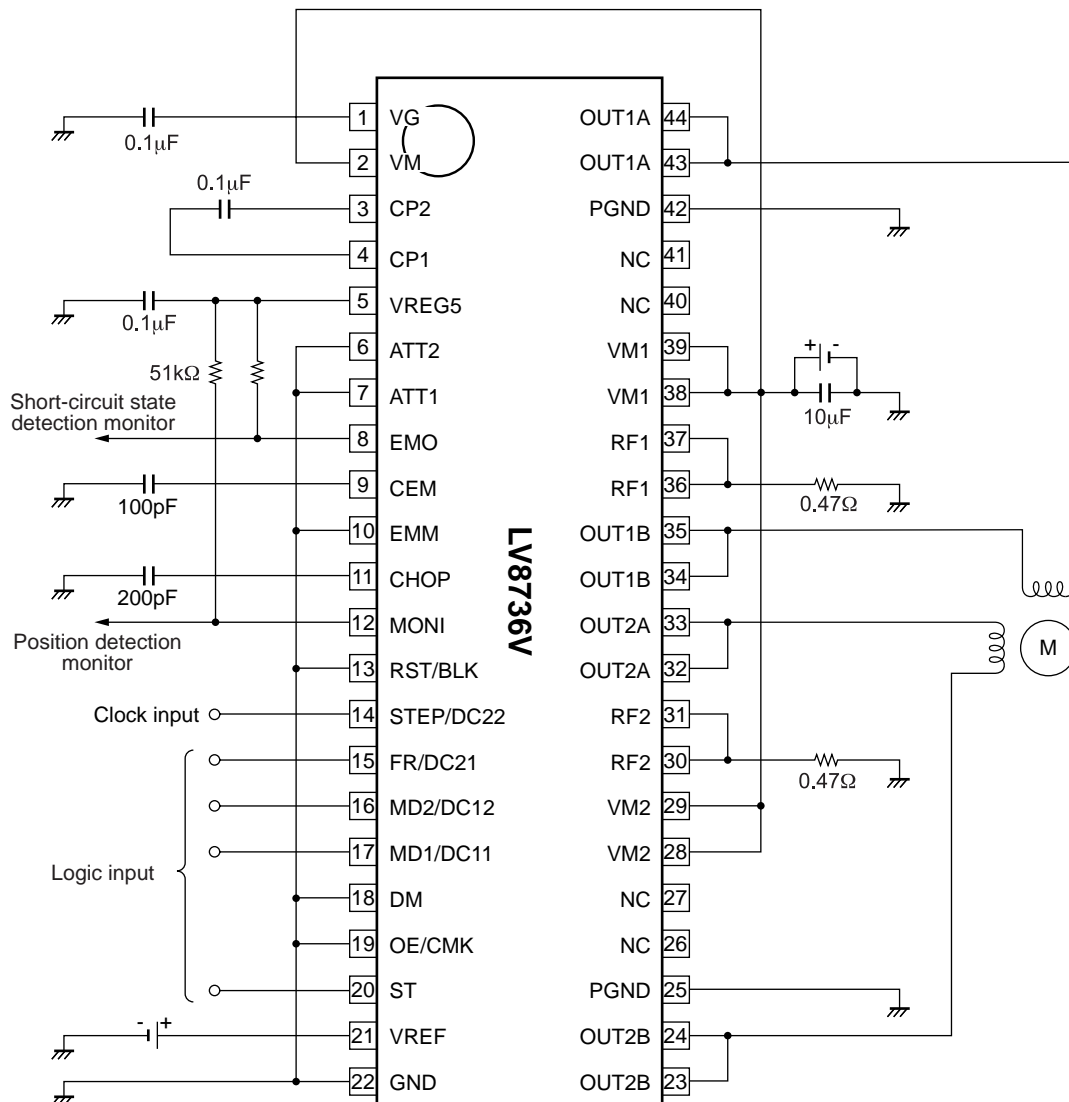 1 VG
OUT1A 44
0.1µF
2 VM
OUT1A 43
0.1µF
3 CP2
PGND 42
4 CP1
NC 41
5 VREG5
NC 40
0.1µF
6 ATT2
VM1 39
+ -
51kΩ
7 ATT1
VM1 38
10µF
Short-circuit state
detection monitor
8 EMO
RF1 37
9 CEM
RF1 36
100pF
0.47Ω
10 EMM
OUT1B 35
LV8736V
11 CHOP
OUT1B 34
200pF
12 MONI
OUT2A 33
Position detection
monitor
M
13 RST/BLK
OUT2A 32
Clock input
14 STEP/DC22
RF2 31
15 FR/DC21
RF2 30
0.47Ω
16 MD2/DC12
VM2 29
17 MD1/DC11
VM2 28
Logic input
18 DM
NC 27
19 OE/CMK
NC 26
20 ST
PGND 25
- +
21 VREF
OUT2B 24
22 GND
OUT2B 23